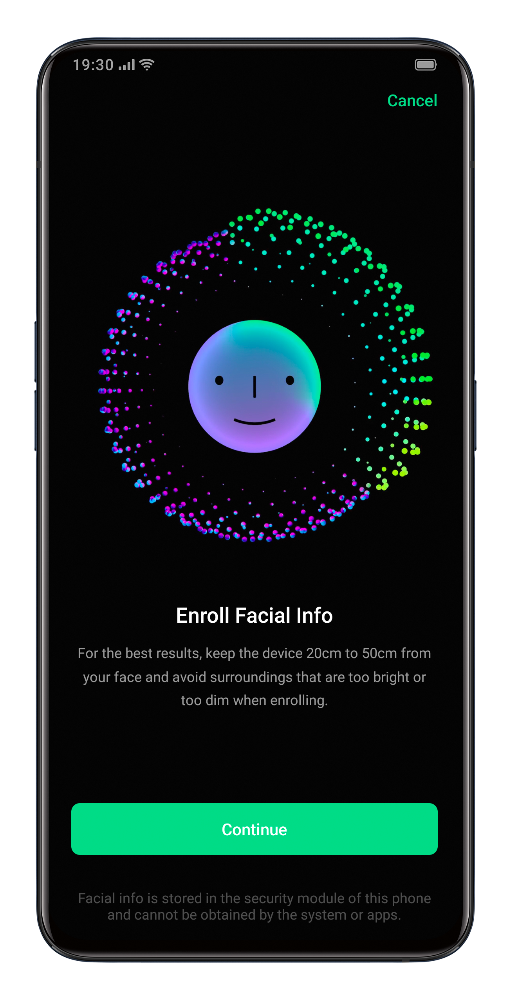 19:30
Cancel
Enroll Facial Info
For the best results, keep the device 20cm to 50cm from
your face and avoid surroundings that are too bright or
too dim when enrolling.
Continue
Facial info is stored in the security module of this phone
and cannot be obtained by the system or apps.